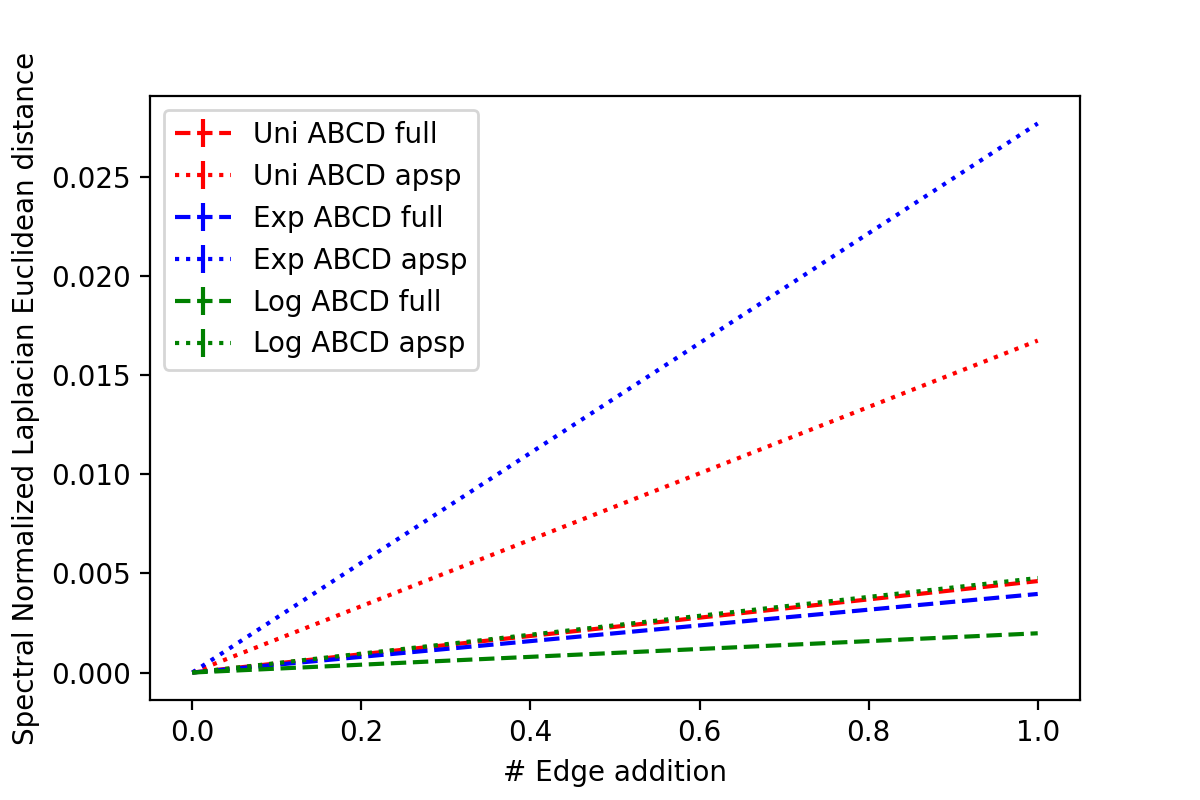 Spectral Normalized Laplacian Euclidean distance
0.025
0.020
0.015
0.010
0.005
0.000
Uni ABCD full
Uni ABCD apsp
Exp ABCD full
Exp ABCD apsp
Log ABCD full
Log ABCD apsp
0.0 0.2 0.4 0.6 0.8 1.0
# Edge addition